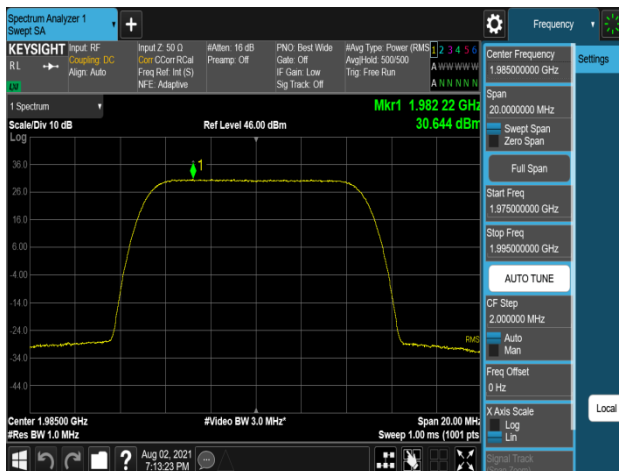 Spectrum Analyzer 1
Swept SA
Frequency
KEYSIGHT
RL
LXI
Input: RF
Coupling: DC
Align: Auto
Input Z: 50 Ω
Corr CCorr RCal
Freq Ref: Int (S)
NFE: Adaptive
#Atten: 16 dB
Preamp: Off
PNO: Best Wide
Gate: Off
IF Gain: Low
Sig Track: Off
#Avg Type: Power (RMS
Avg|Hold: 500/500
Trig: Free Run
1 2 3 4 5 6
A W W W W W
A N N N N N
1 Spectrum
Scale/Div 10 dB
Log
Ref Level 46.00 dBm
Mkr1 1.982 22 GHz
30.644 dBm
1
36.0
26.0
16.0
6.00
-4.00
-14.0
-24.0
-34.0
-44.0
RMS
Center 1.98500 GHz
#Res BW 1.0 MHz
#Video BW 3.0 MHz*
Span 20.00 MHz
Sweep 1.00 ms (1001 pts
?
Aug 02, 2021
7:13:23 PM
Center Frequency
1.985000000 GHz
Span
20.0000000 MHz
Swept Span
Zero Span
Full Span
Start Freq
1.975000000 GHz
Stop Freq
1.995000000 GHz
AUTO TUNE
CF Step
2.000000 MHz
Auto
Man
Freq Offset
0 Hz
X Axis Scale
Log
Lin
Signal Track
Settings
Local